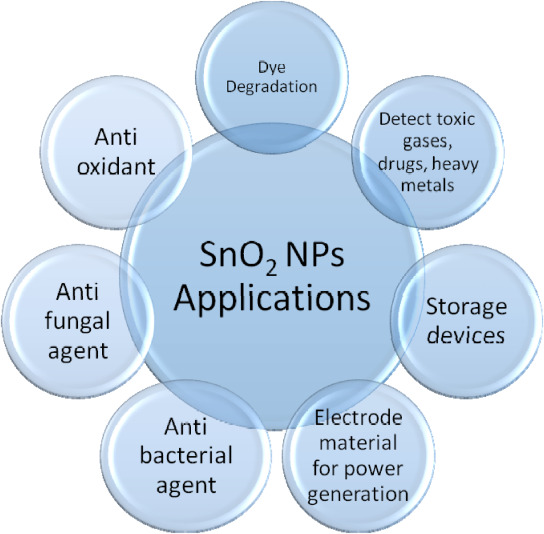 Dye
Degradation
Detect toxic
gases,
drugs, heavy
metals
Storage
devices
Electrode
material
for power
generation
Anti
bacterial
agent
Anti
fungal
agent
Anti
oxidant
SnO₂ NPs
Applications